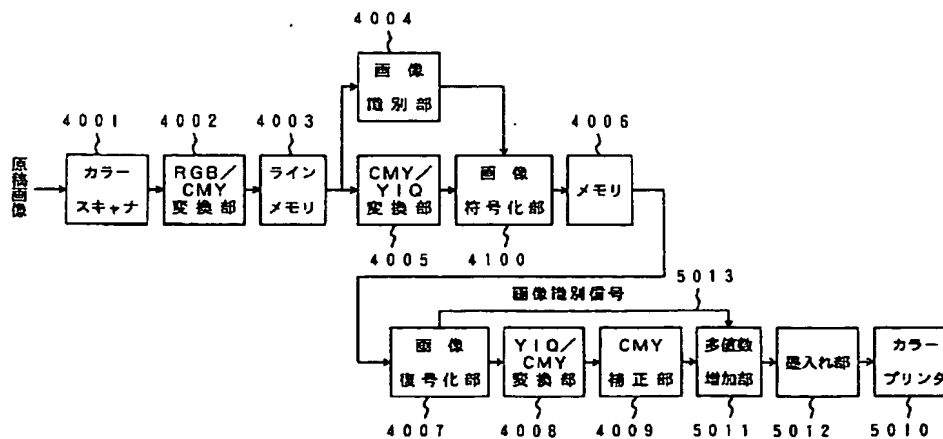 4004
画像
識別部
4001
4002
4003
4006
原稿画像
カラー
スキャナ
RGB/
CMY
変換部
ライン
メモリ
CMY/
YIQ
変換部
画像
符号化部
メモリ
4005
4100
画像識別信号
5013
画像
復号化部
YIQ/
CMY
変換部
CMY
補正部
多値数
増加部
墨入れ部
カラー
プリンタ
4007
4008
4009
5011
5012
5010